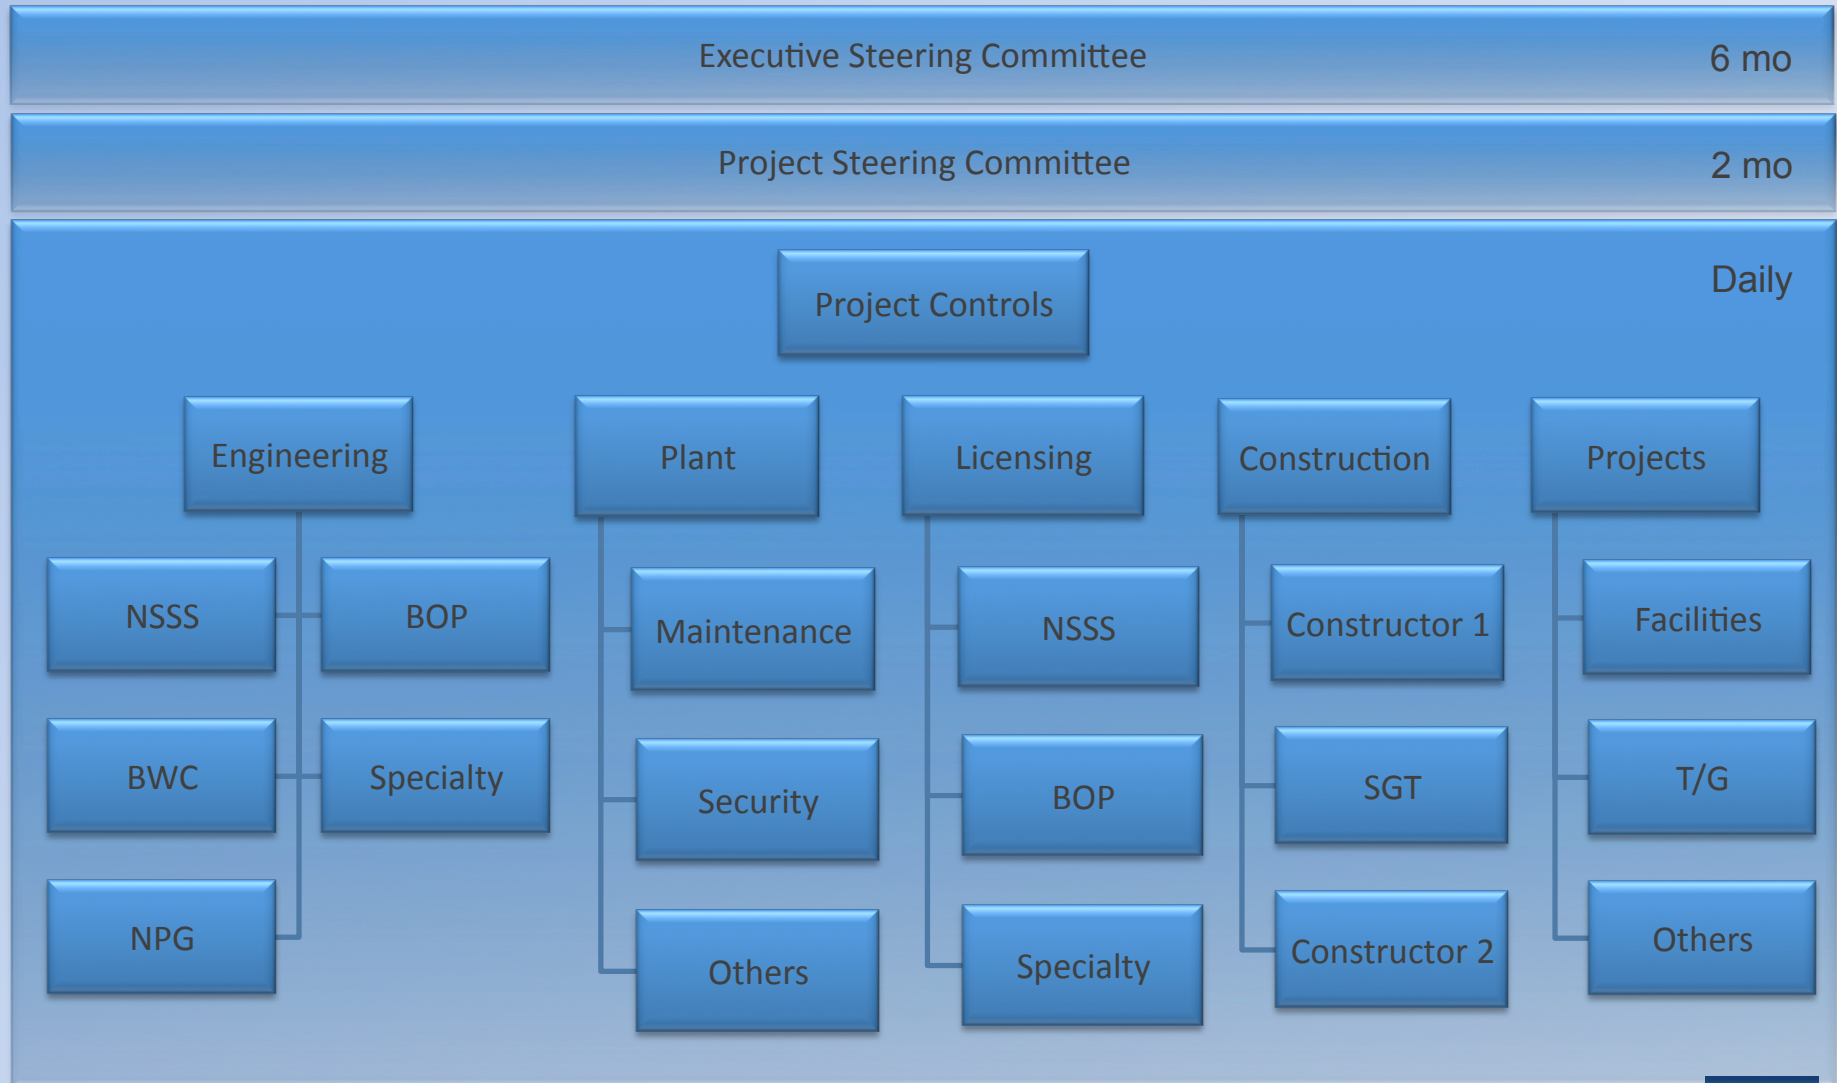 Executive Steering Committee
6 mo
Project Steering Committee
2 mo
Daily
Project Controls
Engineering
Plant
Licensing
Construction
Projects
NSSS
BOP
BWC
Specialty
NPG
Maintenance
Security
Others
NSSS
BOP
Specialty
Constructor 1
SGT
Constructor 2
Facilities
T/G
Others